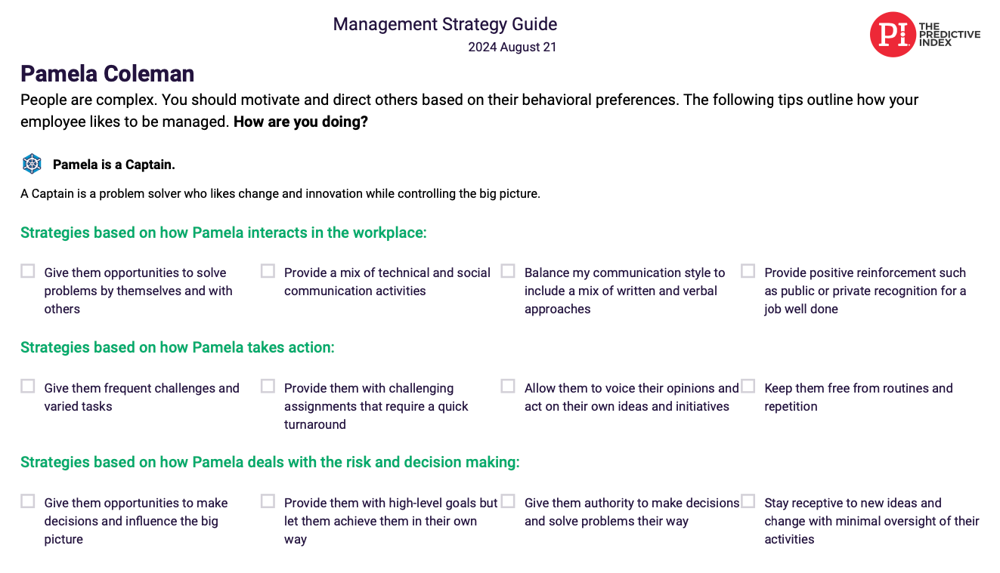 Management Strategy Guide
2024 August 21
PI.
THE
PREDICTIVE
INDEX
Pamela Coleman
People are complex. You should motivate and direct others based on their behavioral preferences. The following tips outline how your
employee likes to be managed. How are you doing?
Pamela is a Captain.
A Captain is a problem solver who likes change and innovation while controlling the big picture.
Strategies based on how Pamela interacts in the workplace:
Give them opportunities to solve
problems by themselves and with
others
Provide a mix of technical and social
communication activities
Balance my communication style to
include a mix of written and verbal
approaches
Provide positive reinforcement such
as public or private recognition for a
job well done
Strategies based on how Pamela takes action:
Give them frequent challenges and
varied tasks
Provide them with challenging
assignments that require a quick
turnaround
Allow them to voice their opinions and
act on their own ideas and initiatives
Keep them free from routines and
repetition
Strategies based on how Pamela deals with the risk and decision making:
Give them opportunities to make
decisions and influence the big
picture
Provide them with high-level goals but
let them achieve them in their own
way
Give them authority to make decisions
and solve problems their way
Stay receptive to new ideas and
change with minimal oversight of their
activities